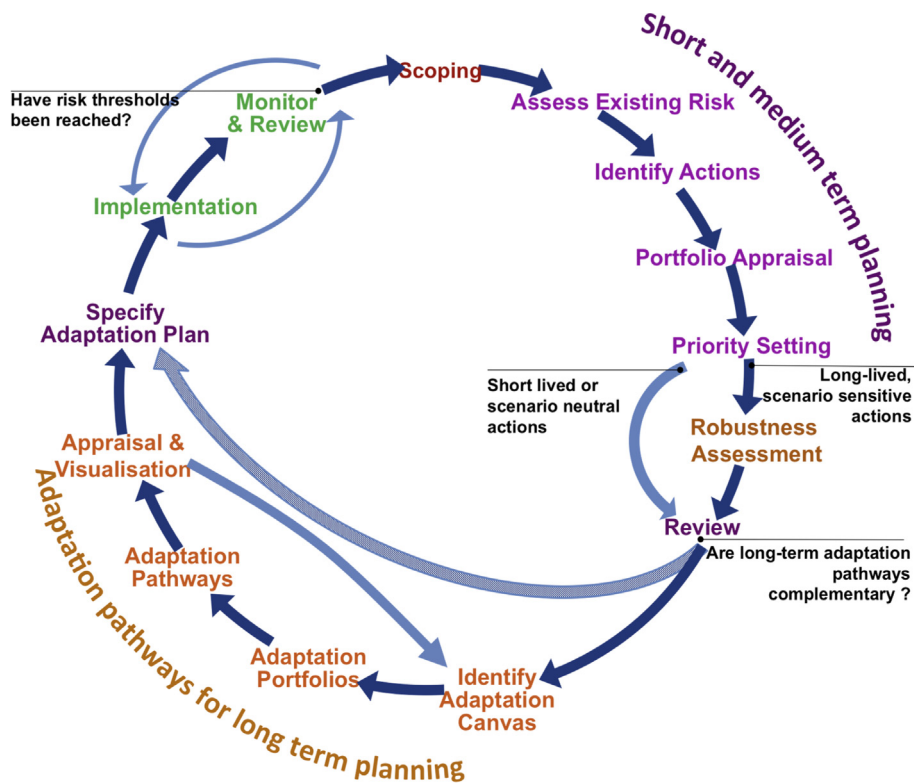 Scoping
Assess Existing Risk
Identify Actions
Portfolio Appraisal
Priority Setting
Short and medium term planning
Short lived or
scenario neutral
actions
Long-lived,
scenario sensitive
actions
Robustness
Assessment
Review
Are long-term adaptation
pathways
complementary ?
Identify
Adaptation
Canvas
Adaptation
Portfolios
Adaptation
Pathways
Appraisal &
Visualisation
Adaptation pathways for long term planning
Specify
Adaptation Plan
Implementation
Monitor
& Review
Have risk thresholds
been reached?